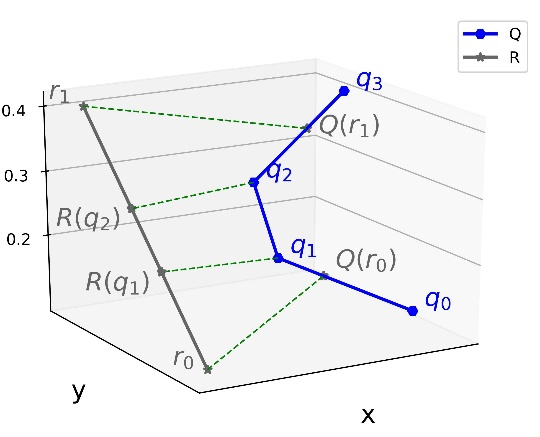 Q
R
q₃
r₁
0.4
Q(r₁)
0.3
q₂
R(q₂)
0.2
q₁
Q(r₀)
R(q₁)
q₀
r₀
y
x